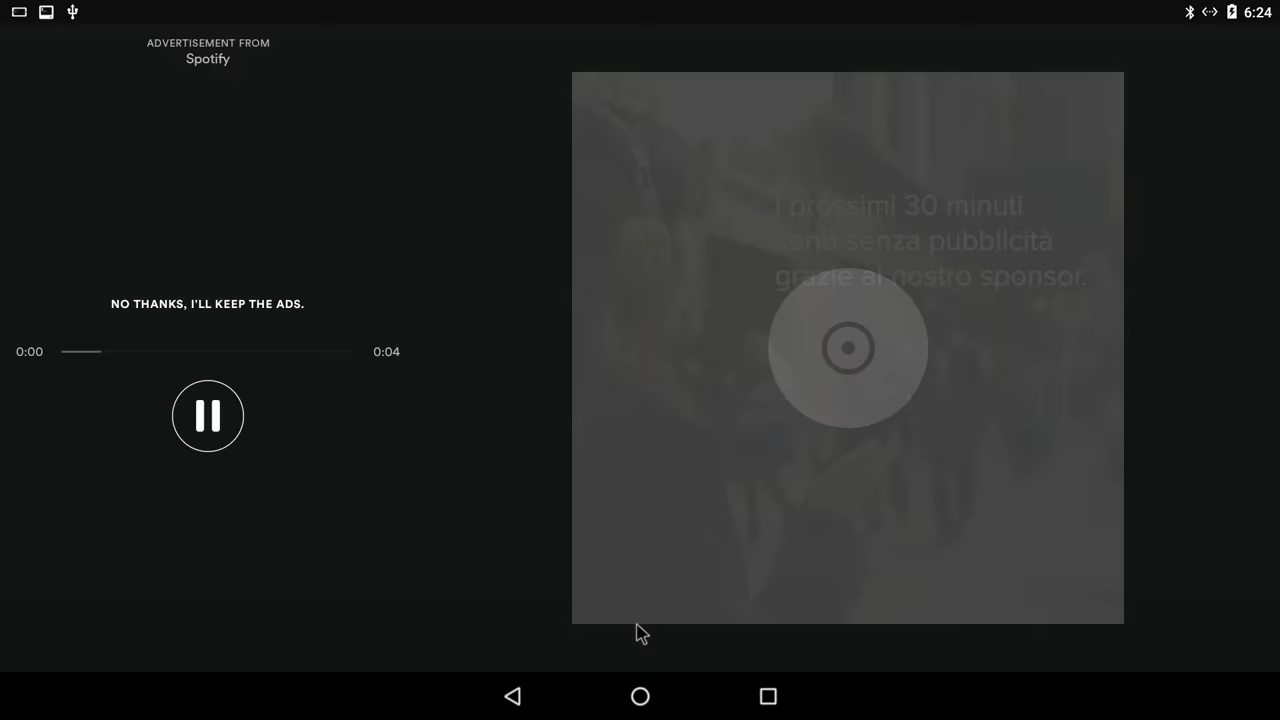 6:24
ADVERTISEMENT FROM
Spotify
I prossimi 30 minuti
sono senza pubblicità
grazie al nostro sponsor.
NO THANKS, I'LL KEEP THE ADS.
0:00
0:04